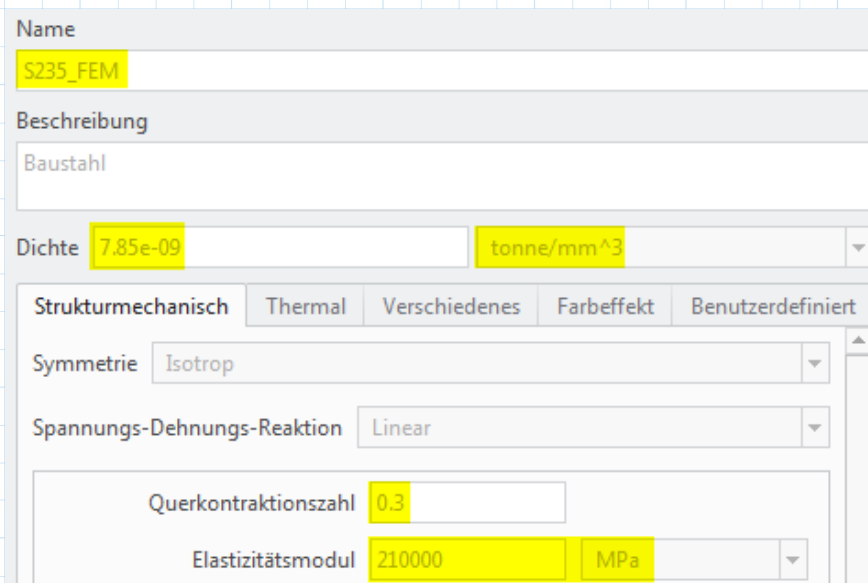 Name
S235_FEM
Beschreibung
Baustahl
Dichte 7.85e-09 tonne/mm^3
Strukturmechanisch Thermal Verschiedenes Farbeffekt Benutzerdefiniert
Symmetrie Isotrop
Spannungs-Dehnungs-Reaktion Linear
Querkontraktionszahl 0.3
Elastizitätsmodul 210000 MPa